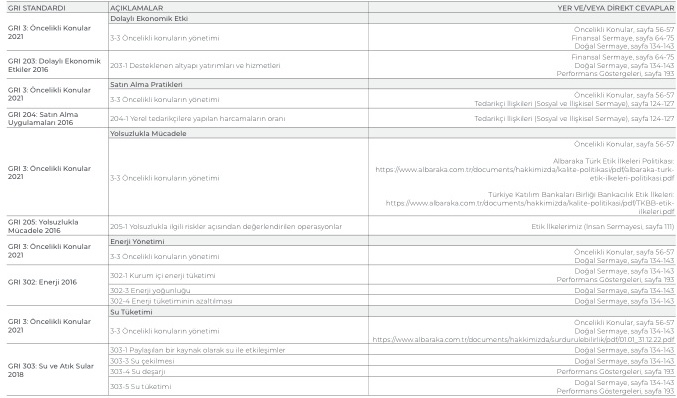 GRI STANDARDI AÇIKLAMALAR YER VE/VEYA DİREKT CEVAPLAR
GRI 3: Öncelikli Konular 2021
Dolaylı Ekonomik Etki
3-3 Öncelikli konuların yönetimi
Öncelikli Konular, sayfa 56-57
Finansal Sermaye, sayfa 64-75
Doğal Sermaye, sayfa 134-143
GRI 203: Dolaylı Ekonomik
Etkiler 2016
203-1 Desteklenen altyapı yatırımları ve hizmetleri
Finansal Sermaye, sayfa 64-75
Doğal Sermaye, sayfa 134-143
Performans Göstergeleri, sayfa 193
GRI 3: Öncelikli Konular
2021
Satın Alma Pratikleri
3-3 Öncelikli konuların yönetimi
Öncelikli Konular, sayfa 56-57
Tedarikçi İlişkileri (Sosyal ve İlişkisel Sermaye), sayfa 124-127
GRI 204: Satın Alma
Uygulamaları 2016
204-1 Yerel tedarikçilere yapılan harcamaların oranı
Tedarikçi İlişkileri (Sosyal ve İlişkisel Sermaye), sayfa 124-127
GRI 3: Öncelikli Konular
2021
Yolsuzlukla Mücadele
3-3 Öncelikli konuların yönetimi
Öncelikli Konular, sayfa 56-57
Albaraka Türk Etik İlkeleri Politikası:
https://www.albaraka.com.tr/documents/hakkimizda/kalite-politikasi/pdf/albaraka-turk-
etik-ilkeleri-politikasi.pdf
Türkiye Katılım Bankaları Birliği Bankacılık Etik İlkeleri:
https://www.albaraka.com.tr/documents/hakkimizda/kalite-politikasi/pdf/TKBB-etik-
ilkeleri.pdf
GRI 205: Yolsuzlukla
Mücadele 2016
205-1 Yolsuzlukla ilgili riskler açısından değerlendirilen operasyonlar
Etik İlkelerimiz (İnsan Sermayesi, sayfa 111)
GRI 3: Öncelikli Konular
2021
Enerji Yönetimi
3-3 Öncelikli konuların yönetimi
Öncelikli Konular, sayfa 56-57
Doğal Sermaye, sayfa 134-143
GRI 302: Enerji 2016
302-1 Kurum içi enerji tüketimi
Doğal Sermaye, sayfa 134-143
Performans Göstergeleri, sayfa 193
302-3 Enerji yoğunluğu
Doğal Sermaye, sayfa 134-143
302-4 Enerji tüketiminin azaltılması
Doğal Sermaye, sayfa 134-143
GRI 3: Öncelikli Konular
2021
Su Tüketimi
3-3 Öncelikli konuların yönetimi
Öncelikli Konular, sayfa 56-57
Doğal Sermaye, sayfa 134-143
https://www.albaraka.com.tr/documents/hakkimizda/surdurulebilirlik/pdf/01.01_31.12.22.pdf
GRI 303: Su ve Atık Sular
2018
303-1 Paylaşılan bir kaynak olarak su ile etkileşimler
Doğal Sermaye, sayfa 134-143
303-3 Su çekilmesi
Doğal Sermaye, sayfa 134-143
303-4 Su deşarjı
Performans Göstergeleri, sayfa 193
303-5 Su tüketimi
Doğal Sermaye, sayfa 134-143
Performans Göstergeleri, sayfa 193